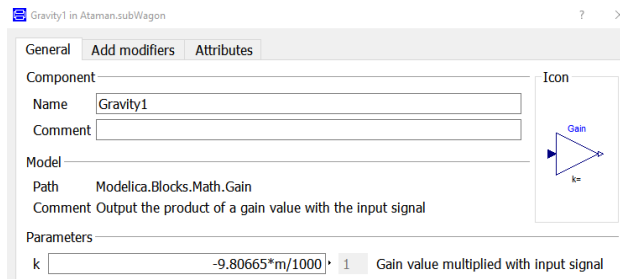 Gravity1 in Ataman.subWagon ?
General Add modifiers Attributes
Component Icon
Name Gravity1
Comment
Gain
k=
Model
Path Modelica.Blocks.Math.Gain
Comment Output the product of a gain value with the input signal
Parameters
k -9.80665*m/1000 1 Gain value multiplied with input signal